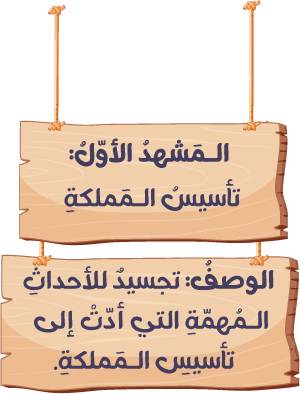 الـمَشهدُ الأوّلُ:
تأسيسُ الـمَملكةِ
الوصفُ: تجسيدٌ للأحداثِ
الـمُهمّةِ التي أدّتْ إلى
تأسيسِ الـمَملكةِ.